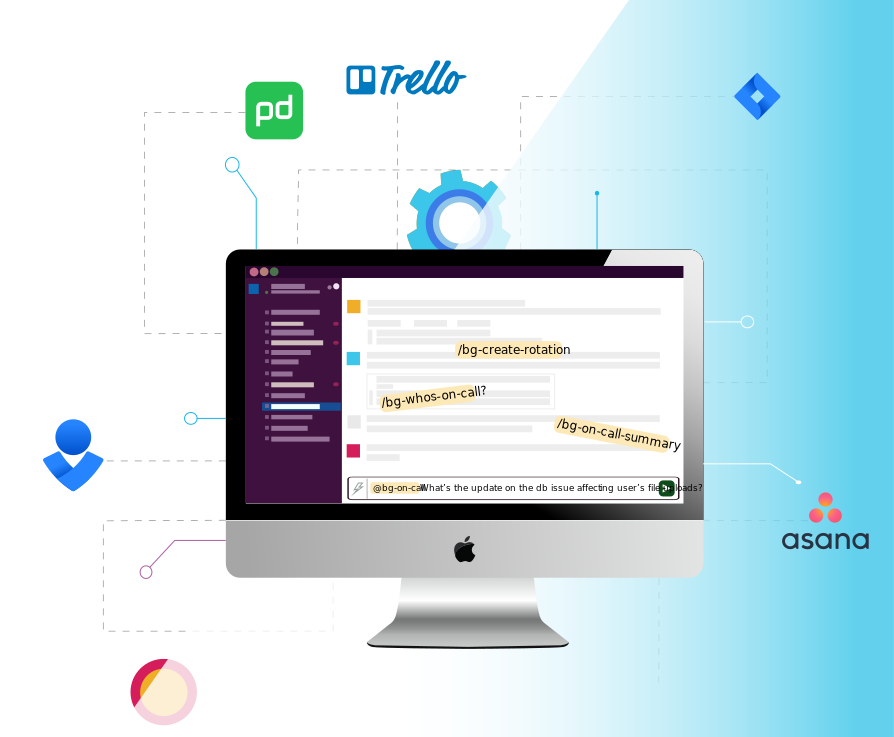 pd
Trello
/bg-create-rotation
/bg-whos-on-call?
/bg-on-call-summary
@bg-on-call What's the update on the db issue affecting user's file uploads?
asana